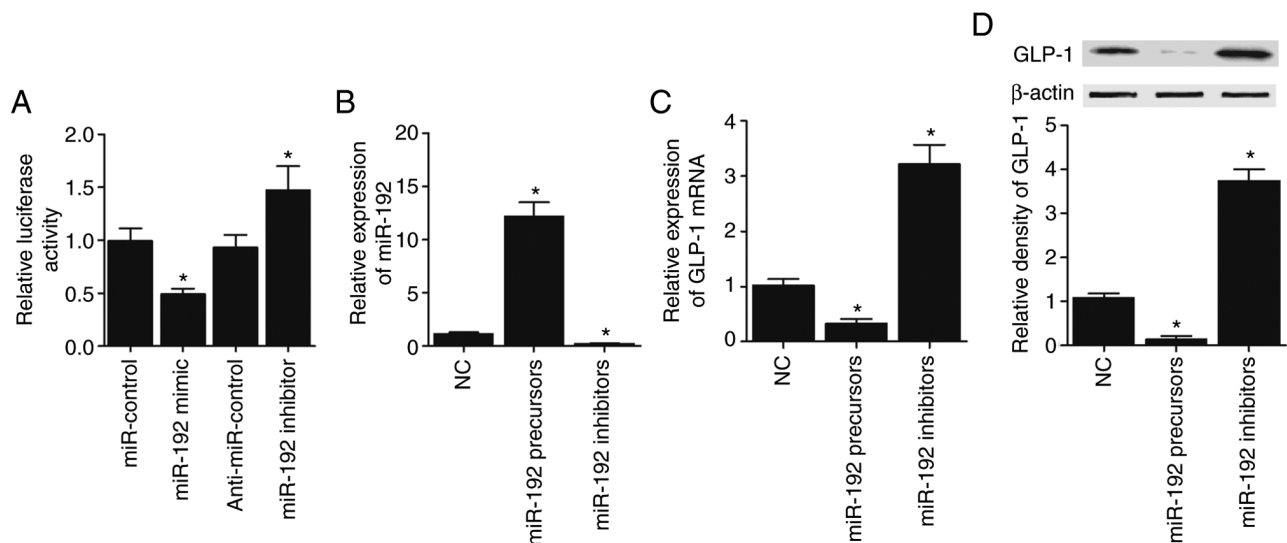 A
Relative luciferase
activity
2.0
1.5
1.0
0.5
0.0
*
*
miR-control
miR-192 mimic
Anti-miR-control
miR-192 inhibitor
B
Relative expression
of miR-192
20
15
10
5
0
*
*
NC
miR-192 precursors
miR-192 inhibitors
C
Relative expression
of GLP-1 mRNA
4
3
2
1
0
*
*
NC
miR-192 precursors
miR-192 inhibitors
D
GLP-1
β-actin
Relative density of GLP-1
5
4
3
2
1
0
*
*
NC
miR-192 precursors
miR-192 inhibitors